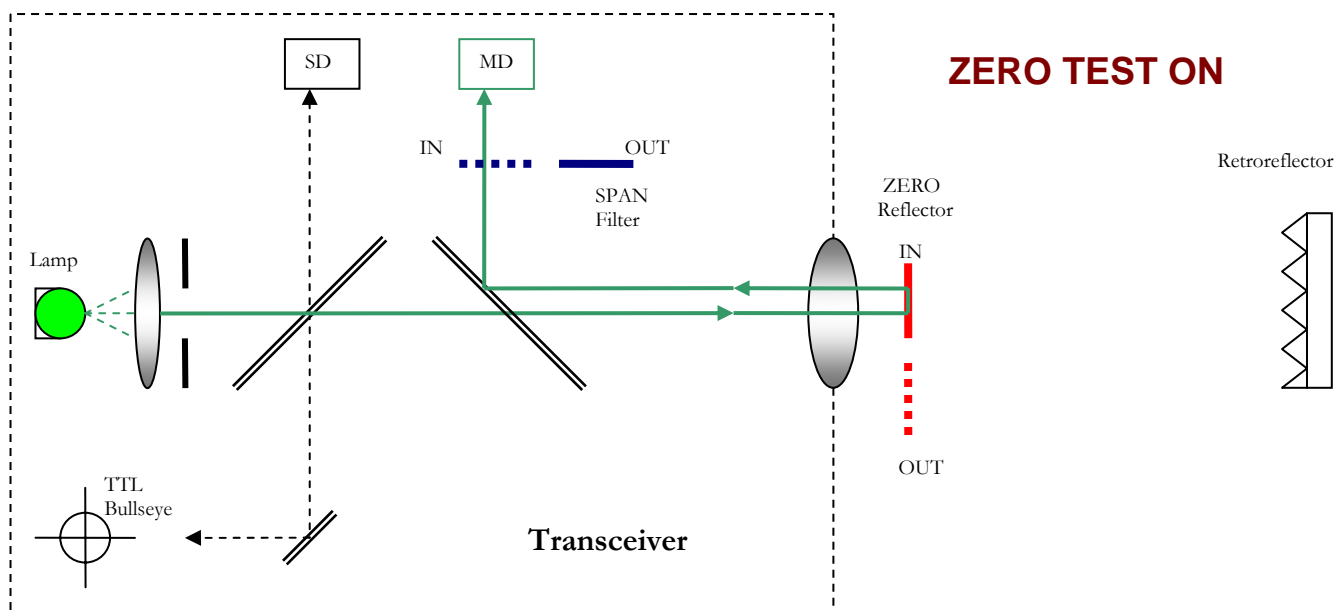 SD
MD
ZERO TEST ON
IN
OUT
SPAN
Filter
ZERO
Reflector
IN
Retroreflector
Lamp
OUT
TTL
Bullseye
Transceiver